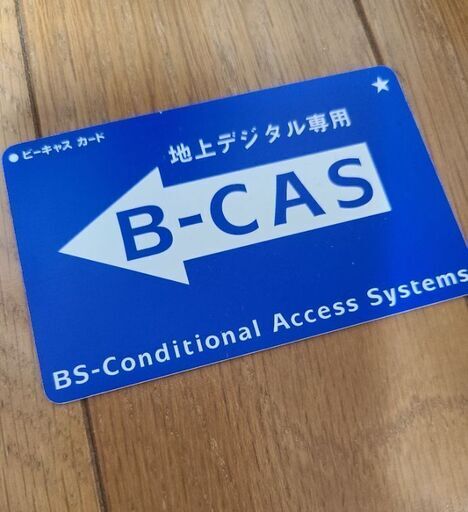 ビーキャス カード
地上デジタル専用
B-CAS
BS-Conditional Access Systems